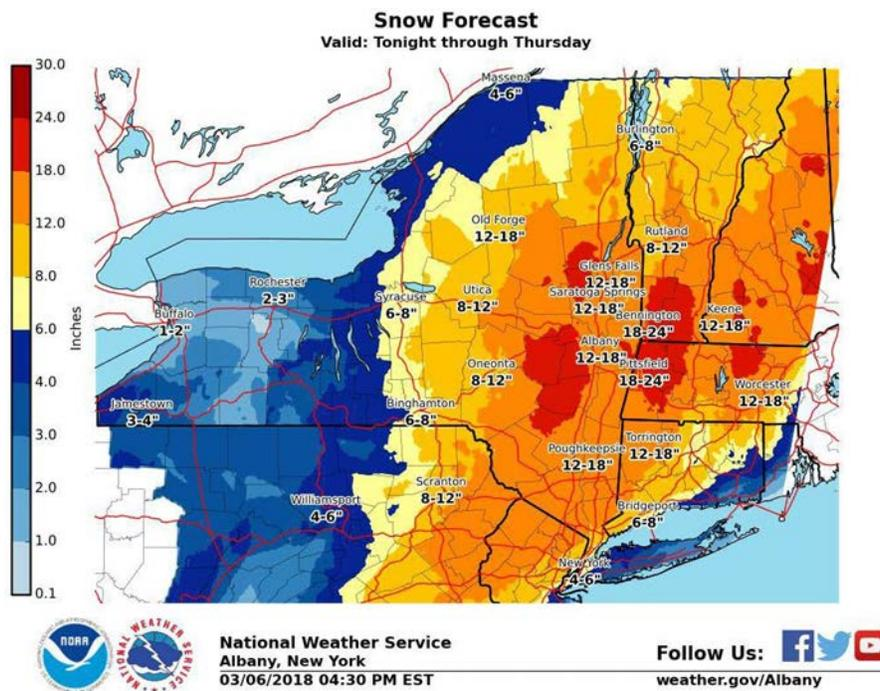 Snow Forecast
Valid: Tonight through Thursday
30.0
24.0
18.0
12.0
8.0
6.0
4.0
3.0
2.0
1.0
0.1
Inches
Massena
4-6"
Burlington
6-8"
Old Forge
12-18"
Rutland
8-12"
Glens Falls
12-18"
Rochester
2-3"
Syracuse
6-8"
Utica
8-12"
Saratoga Springs
12-18"
Buffalo
1-2"
Bennington
18-24"
Keene
12-18"
Albany
12-18"
Oneonta
8-12"
Pittsfield
18-24"
Worcester
12-18"
Jamestown
3-4"
Binghamton
6-8"
Poughkeepsie
12-18"
Torrington
12-18"
Scranton
8-12"
Williamsport
4-6"
Bridgeport
6-8"
New York
4-6"
NOAA
NATIONAL WEATHER SERVICE
National Weather Service
Albany, New York
03/06/2018 04:30 PM EST
Follow Us:
weather.gov/Albany